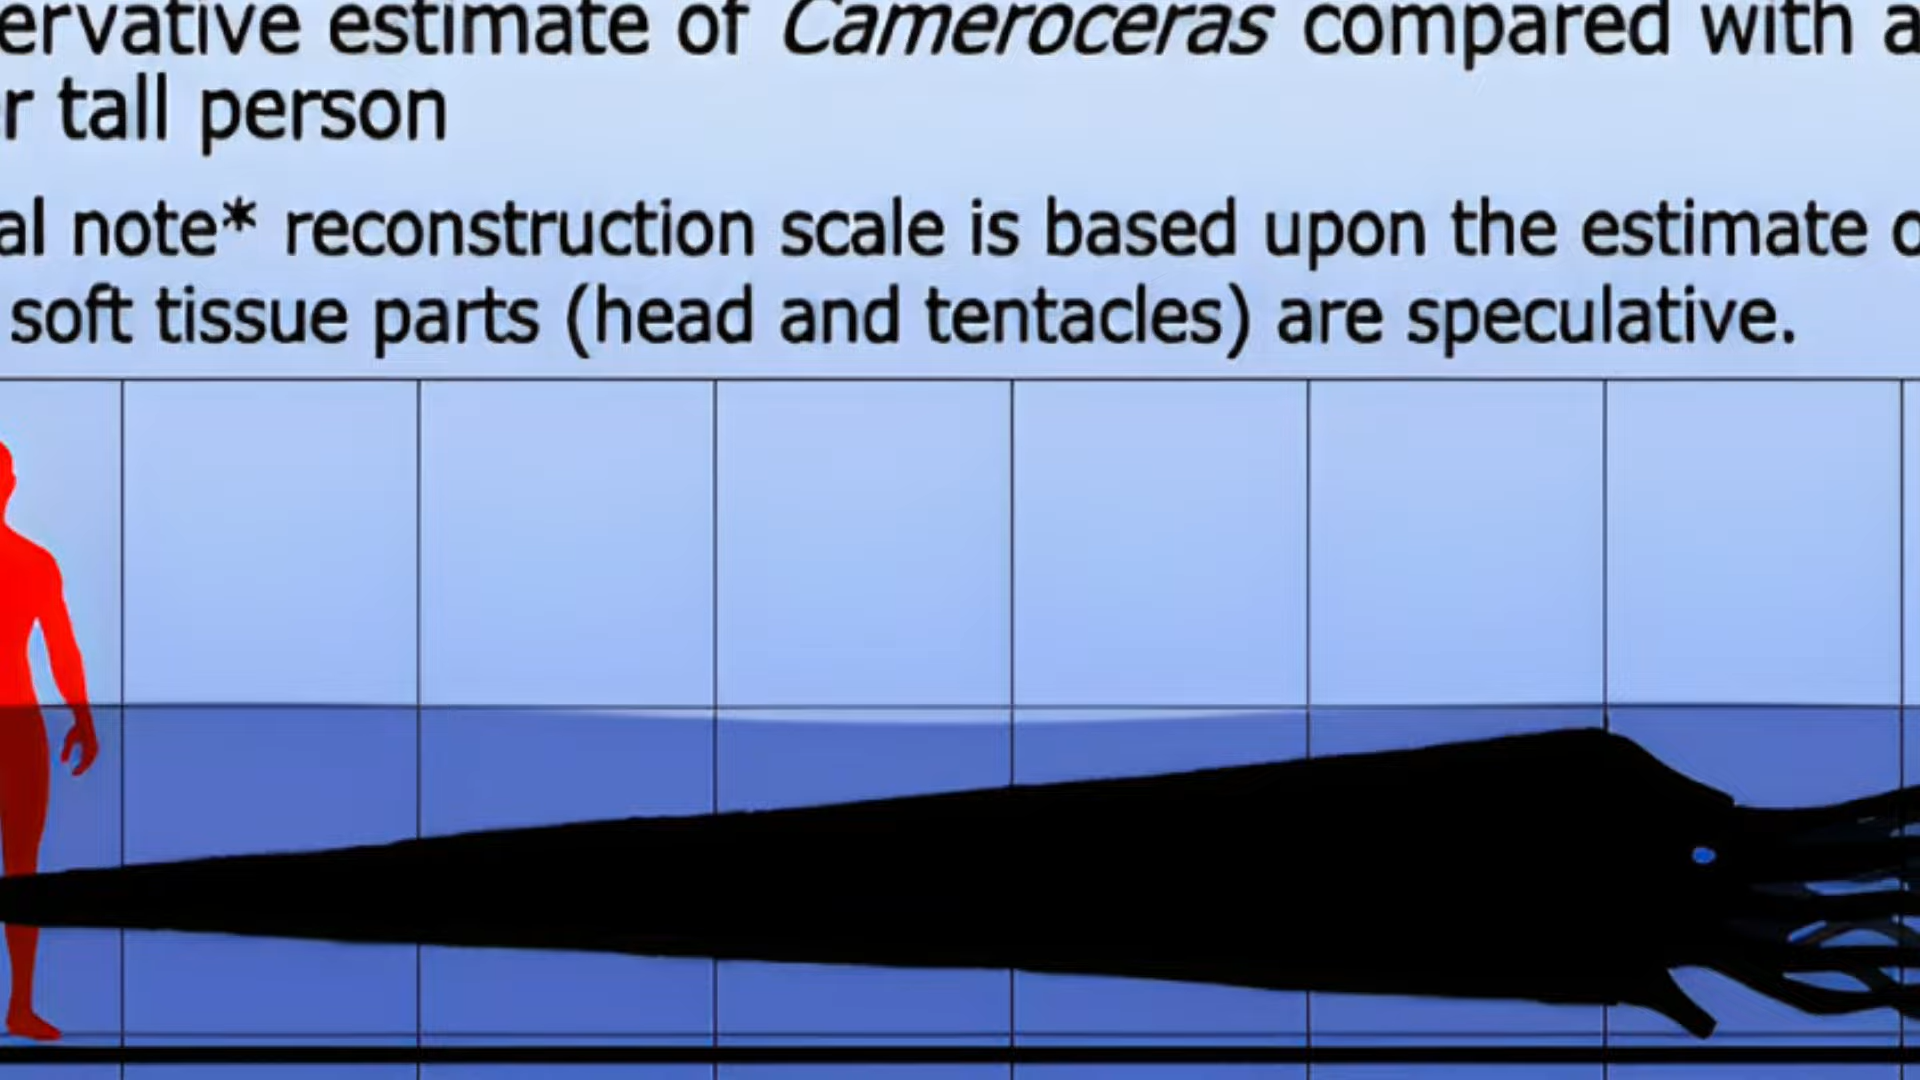 ervative estimate of Cameroceras compared with a
r tall person
al note* reconstruction scale is based upon the estimate o
soft tissue parts (head and tentacles) are speculative.